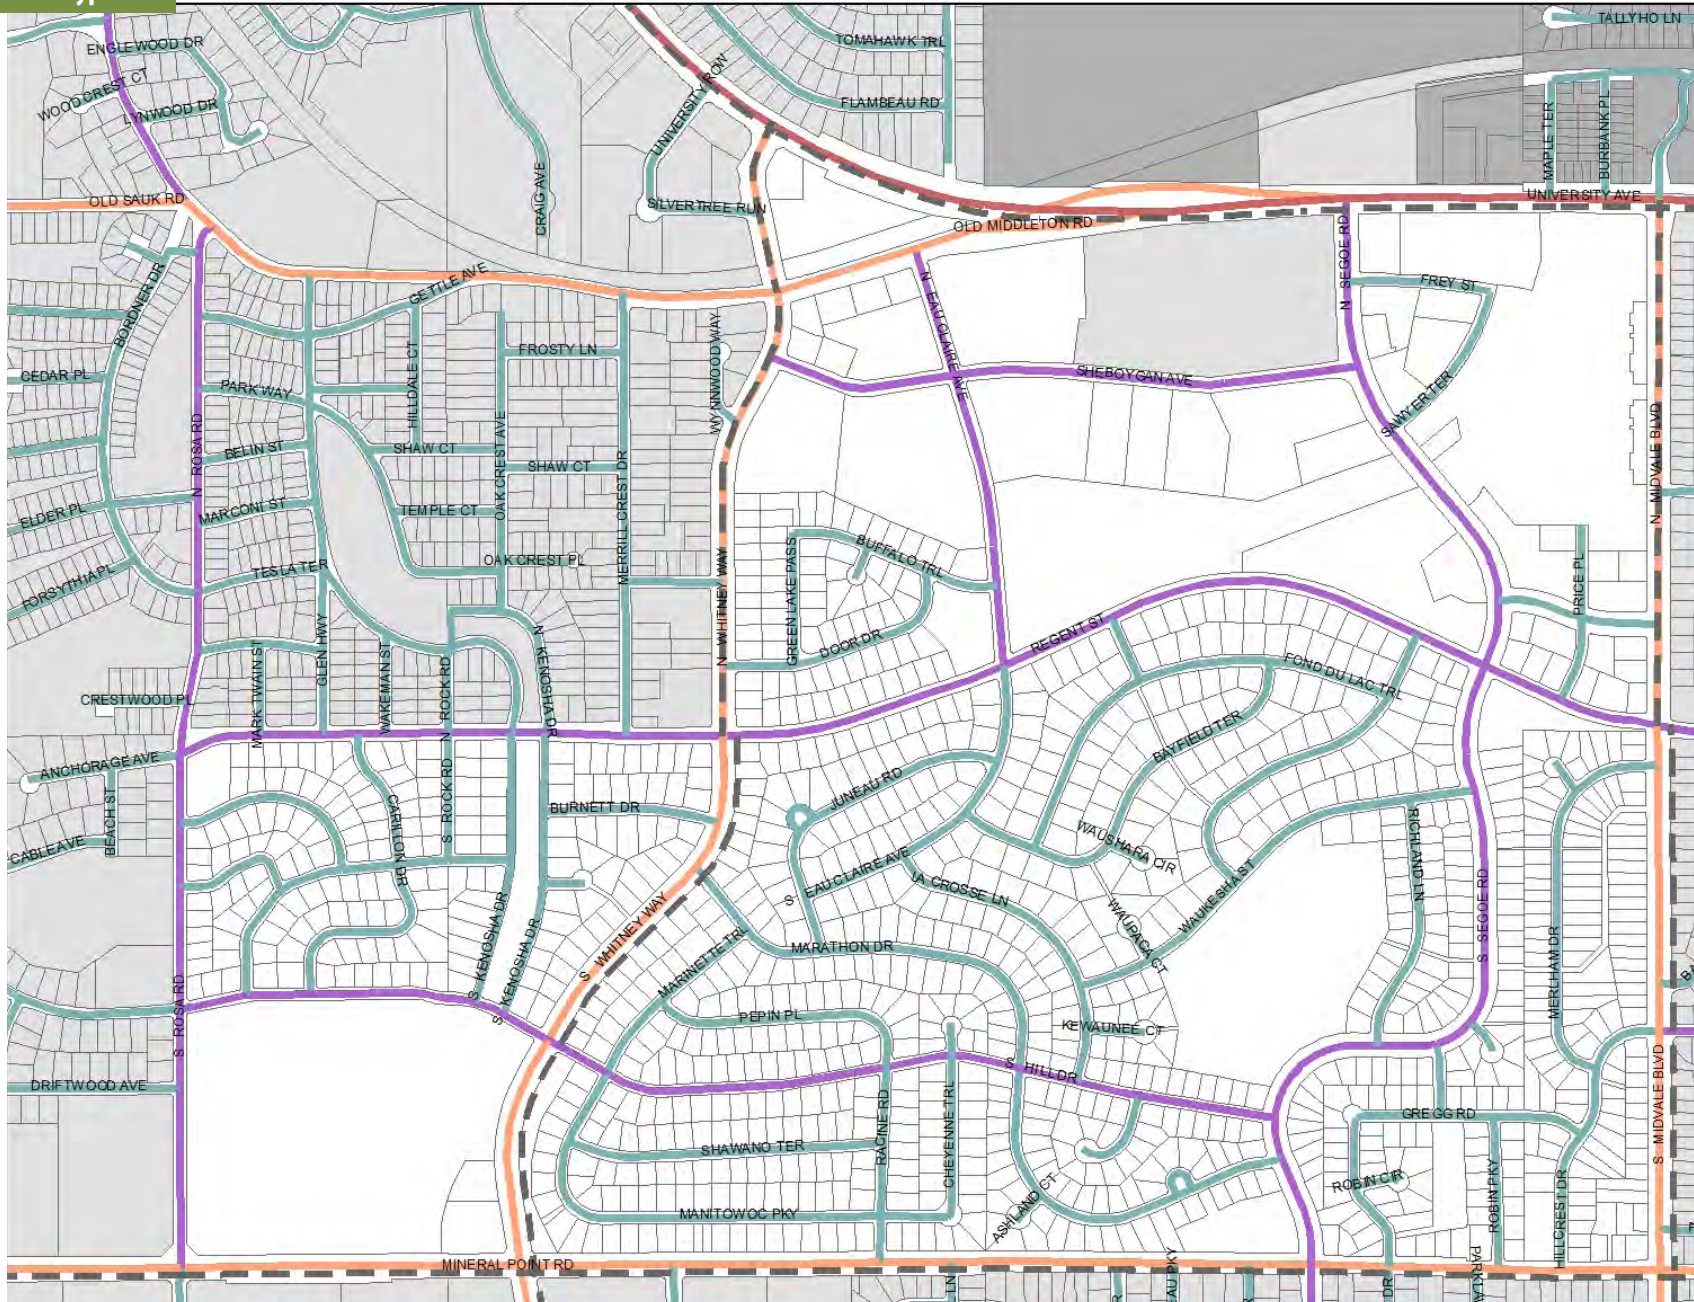 TALLYHO LN
ENGLEWOOD DR
TOMAHAWK TRL
WOODCREST CT
LYNWOOD DR
UNIVERSITY ROW
FLAMBEAU RD
MAPLE TER
BURBANK PL
CRAIG AVE
OLD SAUK RD
SILVERTREE RUN
UNIVERSITY AVE
OLD MIDDLETON RD
N SEGOE RD
BORDNER DR
GETTLE AVE
N EAU CLAIRE AVE
FREY ST
WYNNWOOD WAY
FROSTY LN
CEDAR PL
PARK WAY
HILLDALE CT
SHEBOYGAN AVE
SAWYER TER
N ROSA RD
BELIN ST
SHAW CT
SHAW CT
OAK CREST AVE
MERRILL CREST DR
N MIDVALE BLVD
ELDER PL
MARCONI ST
TEMPLE CT
OAK CREST PL
BUFFALO TRL
GREEN LAKE PASS
FORSYTHIA PL
TESLA TER
N WHITNEY WAY
PRICE PL
DOOR DR
REGENT ST
MARK TWAIN ST
GLEN HWY
WAKEMAN ST
N ROCK RD
N KENOSHA DR
FOND DU LAC TRL
CRESTWOOD PL
BAYFIELD TER
ANCHORAGE AVE
BEACH ST
CARILLON DR
S ROCK RD
BURNETT DR
JUNEAU RD
CABLE AVE
WAUSHARA CIR
RICHLAND LN
S EAU CLAIRE AVE
LA CROSSE LN
WAUKESHA ST
WAUPACA CT
S KENOSHA DR
S KENOSHA DR
S WHITNEY WAY
MARINETTE TRL
MARATHON DR
S SEGOE RD
MERLHAM DR
S ROSA RD
PEPIN PL
KEWAUNEE CT
S HILL DR
DRIFTWOOD AVE
S MIDVALE BLVD
GREGG RD
RACINE RD
CHEYENNE TRL
SHAWANO TER
ROBIN CIR
ROBIN PKY
HILLCREST DR
ASHLAND CT
MANITOWOC PKY
MINERAL POINT RD
LN
AU PKY
DR